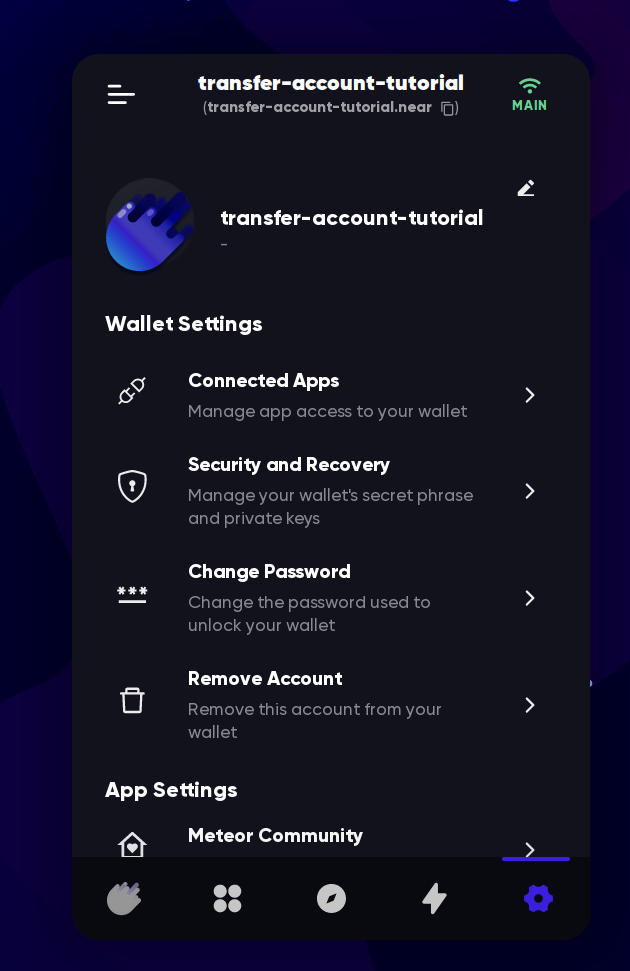 transfer-account-tutorial
(transfer-account-tutorial.near )
MAIN
transfer-account-tutorial
-
Wallet Settings
Connected Apps
Manage app access to your wallet
Security and Recovery
Manage your wallet's secret phrase
and private keys
Change Password
Change the password used to
unlock your wallet
Remove Account
Remove this account from your
wallet
App Settings
Meteor Community